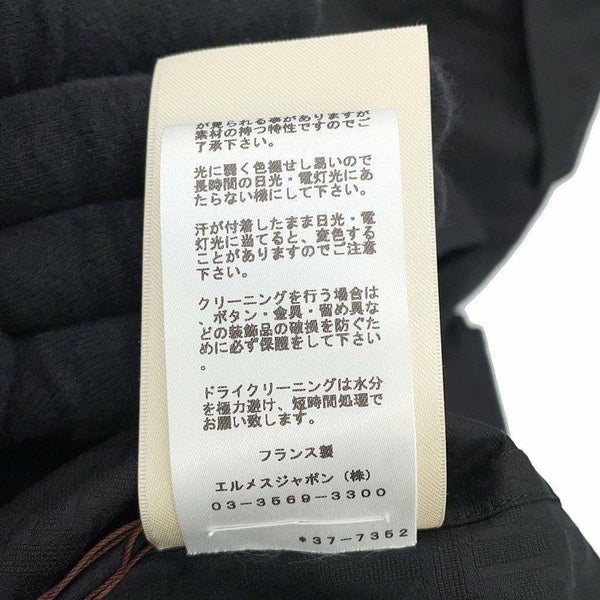 が見られる事がありますが
素材の持つ特性ですのでご
了承下さい。
光に弱く色褪せし易いので
長時間の日光・電灯光にあ
たらない様にして下さい。
汗が付着したまま日光・電
灯光に当てると、変色する
ことがありますのでご注意
下さい。
クリーニングを行う場合は
、ボタン・金具・留め具な
どの装飾品の破損を防ぐた
めに必ず保護をして下さい
。
ドライクリーニングは水分
を極力避け、短時間処理で
お願い致します。
フランス製
エルメスジャポン（株）
03-3569-3300
*37-7352